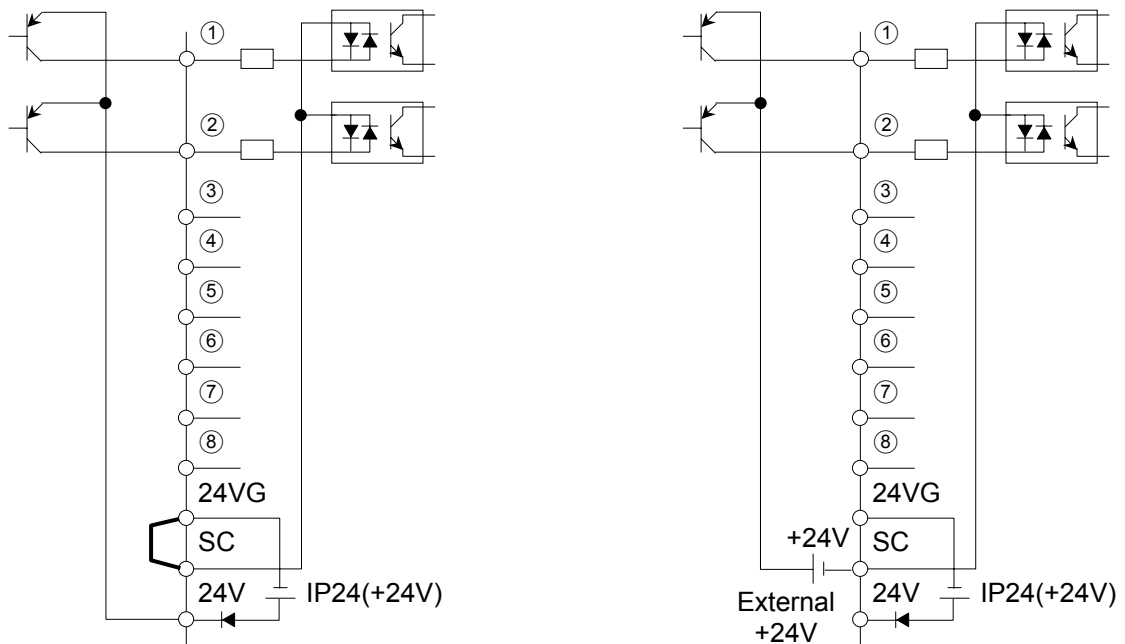 ①
②
③
④
⑤
⑥
⑦
⑧
24VG
SC
24V
IP24(+24V)
①
②
③
④
⑤
⑥
⑦
⑧
24VG
+24V
SC
24V
IP24(+24V)
External
+24V